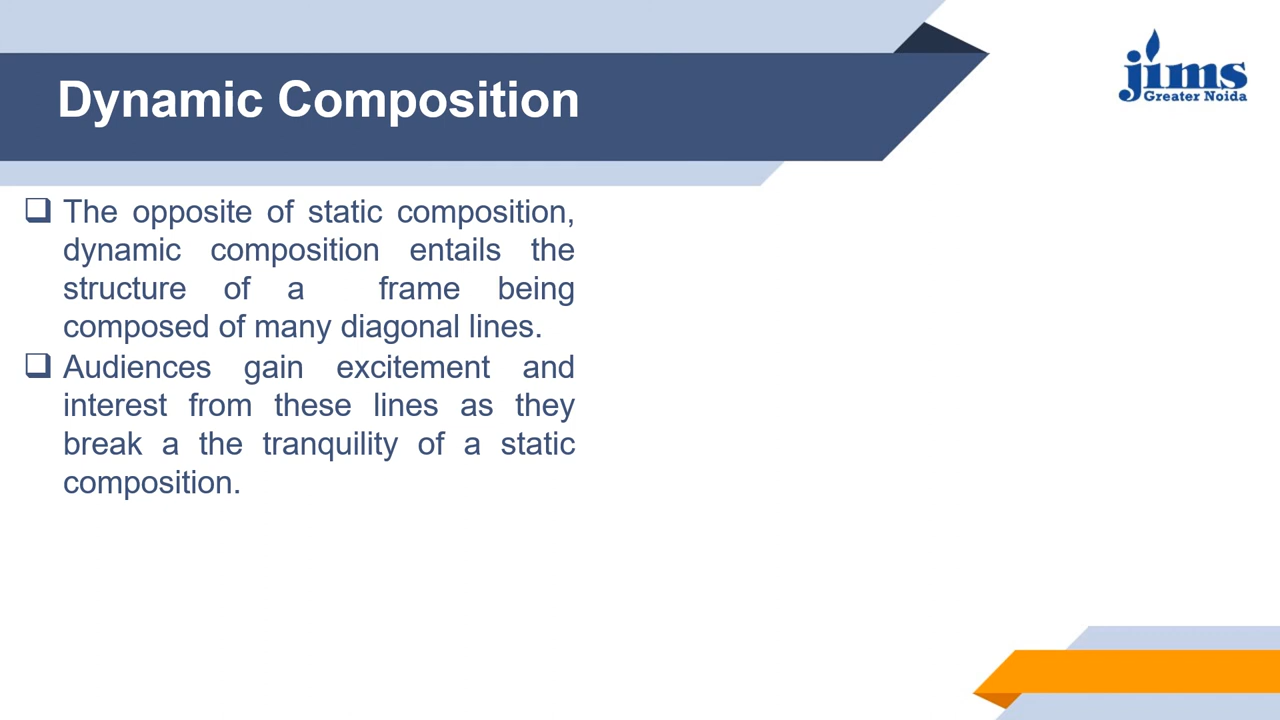 Dynamic Composition
jims
Greater Noida
The opposite of static composition,
dynamic composition entails the
structure of a frame being
composed of many diagonal lines.
Audiences gain excitement and
interest from these lines as they
break a the tranquility of a static
composition.